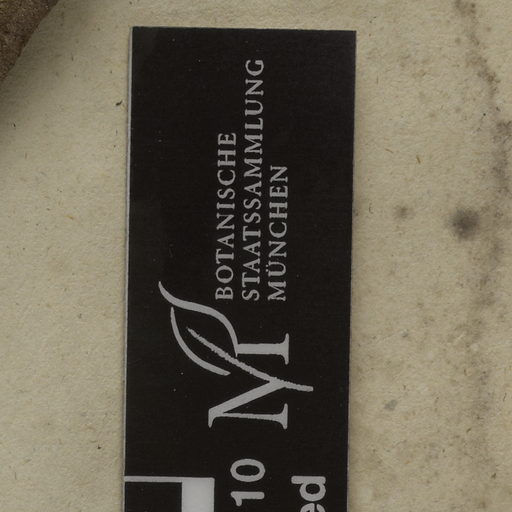 BOTANISCHE
STAATSSAMMLUNG
MÜNCHEN
M
10
ed